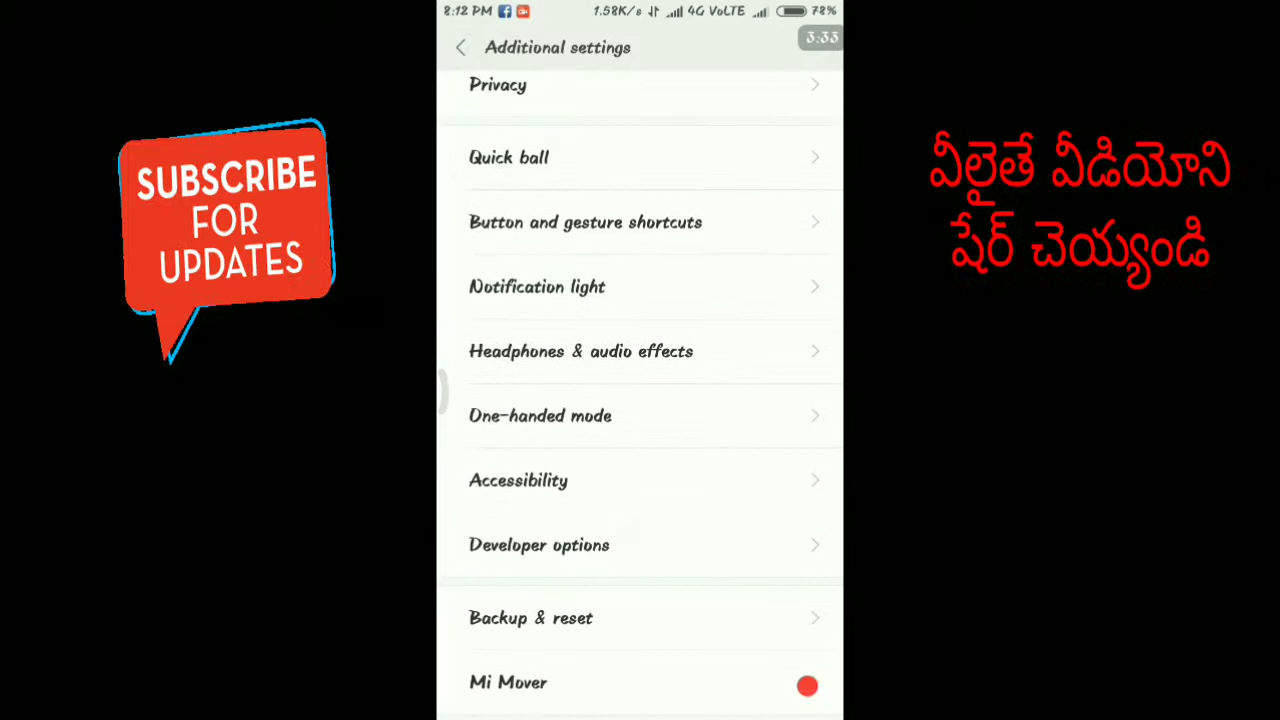 8:12 PM 1.58K/s 4G VoLTE 78%
3:33
Additional settings
Privacy
Quick ball
Button and gesture shortcuts
Notification light
Headphones & audio effects
One-handed mode
Accessibility
Developer options
Backup & reset
Mi Mover
SUBSCRIBE
FOR
UPDATES
వీలైతే వీడియోని
షేర్ చెయ్యండి